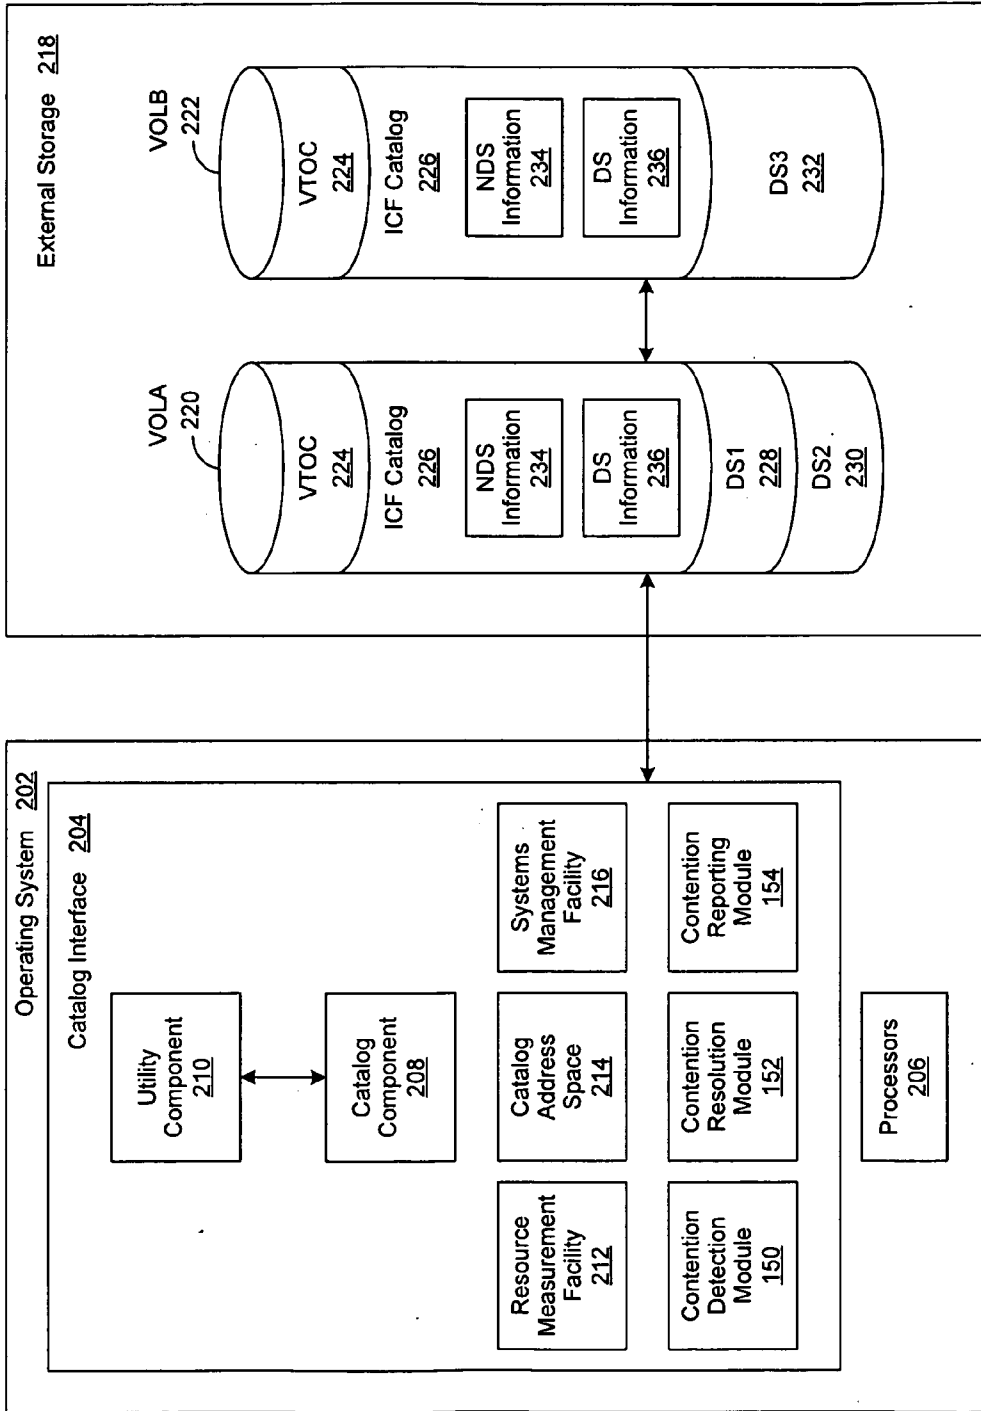 Operating System 202
Catalog Interface 204
Utility
Component
210
Catalog
Component
208
Resource
Measurement
Facility
212
Catalog
Address
Space
214
Systems
Management
Facility
216
Contention
Detection
Module
150
Contention
Resolution
Module
152
Contention
Reporting
Module
154
Processors
206
External Storage 218
VOLA
220
VTOC
224
ICF Catalog
226
NDS
Information
234
DS
Information
236
DS1
228
DS2
230
VOLB
222
VTOC
224
ICF Catalog
226
NDS
Information
234
DS
Information
236
DS3
232